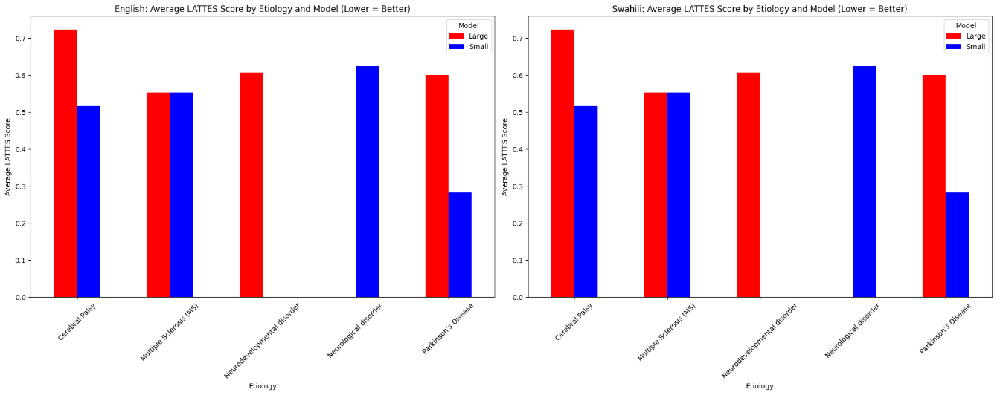 English: Average LATTES Score by Etiology and Model (Lower = Better)
Average LATTES Score
0.7
0.6
0.5
0.4
0.3
0.2
0.1
0.0
Model
Large
Small
Cerebral Palsy
Multiple Sclerosis (MS)
Neurodevelopmental disorder
Neurological disorder
Parkinson's Disease
Etiology
Swahili: Average LATTES Score by Etiology and Model (Lower = Better)
Average LATTES Score
0.7
0.6
0.5
0.4
0.3
0.2
0.1
0.0
Model
Large
Small
Cerebral Palsy
Multiple Sclerosis (MS)
Neurodevelopmental disorder
Neurological disorder
Parkinson's Disease
Etiology